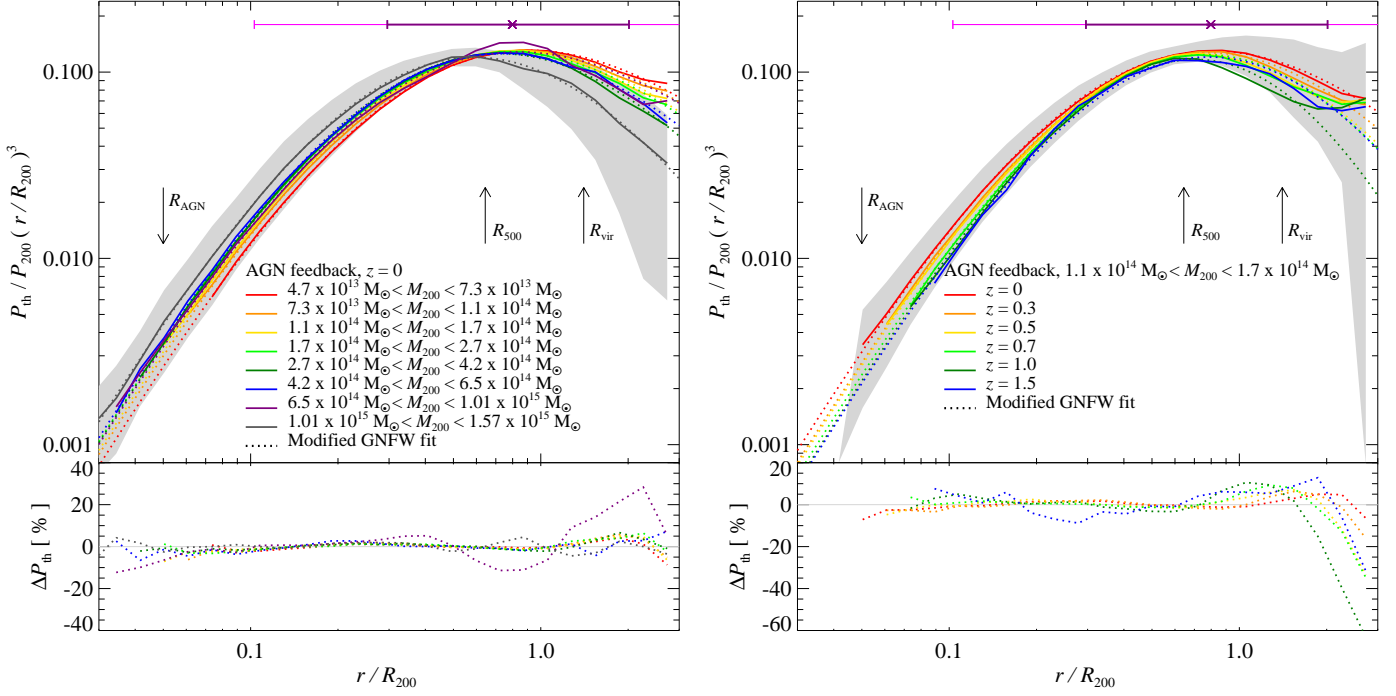 0.100
0.010
0.001
P_th / P_200 ( r / R_200 )^3
R_AGN
R_500
R_vir
AGN feedback, z = 0
4.7 x 10^13 M_⊙ < M_200 < 7.3 x 10^13 M_⊙
7.3 x 10^13 M_⊙ < M_200 < 1.1 x 10^14 M_⊙
1.1 x 10^14 M_⊙ < M_200 < 1.7 x 10^14 M_⊙
1.7 x 10^14 M_⊙ < M_200 < 2.7 x 10^14 M_⊙
2.7 x 10^14 M_⊙ < M_200 < 4.2 x 10^14 M_⊙
4.2 x 10^14 M_⊙ < M_200 < 6.5 x 10^14 M_⊙
6.5 x 10^14 M_⊙ < M_200 < 1.01 x 10^15 M_⊙
1.01 x 10^15 M_⊙ < M_200 < 1.57 x 10^15 M_⊙
Modified GNFW fit
40
20
0
-20
-40
ΔP_th [ % ]
0.1
1.0
r / R_200
0.100
0.010
0.001
P_th / P_200 ( r / R_200 )^3
R_AGN
R_500
R_vir
AGN feedback, 1.1 x 10^14 M_⊙ < M_200 < 1.7 x 10^14 M_⊙
z = 0
z = 0.3
z = 0.5
z = 0.7
z = 1.0
z = 1.5
Modified GNFW fit
20
0
-20
-40
-60
ΔP_th [ % ]
0.1
1.0
r / R_200